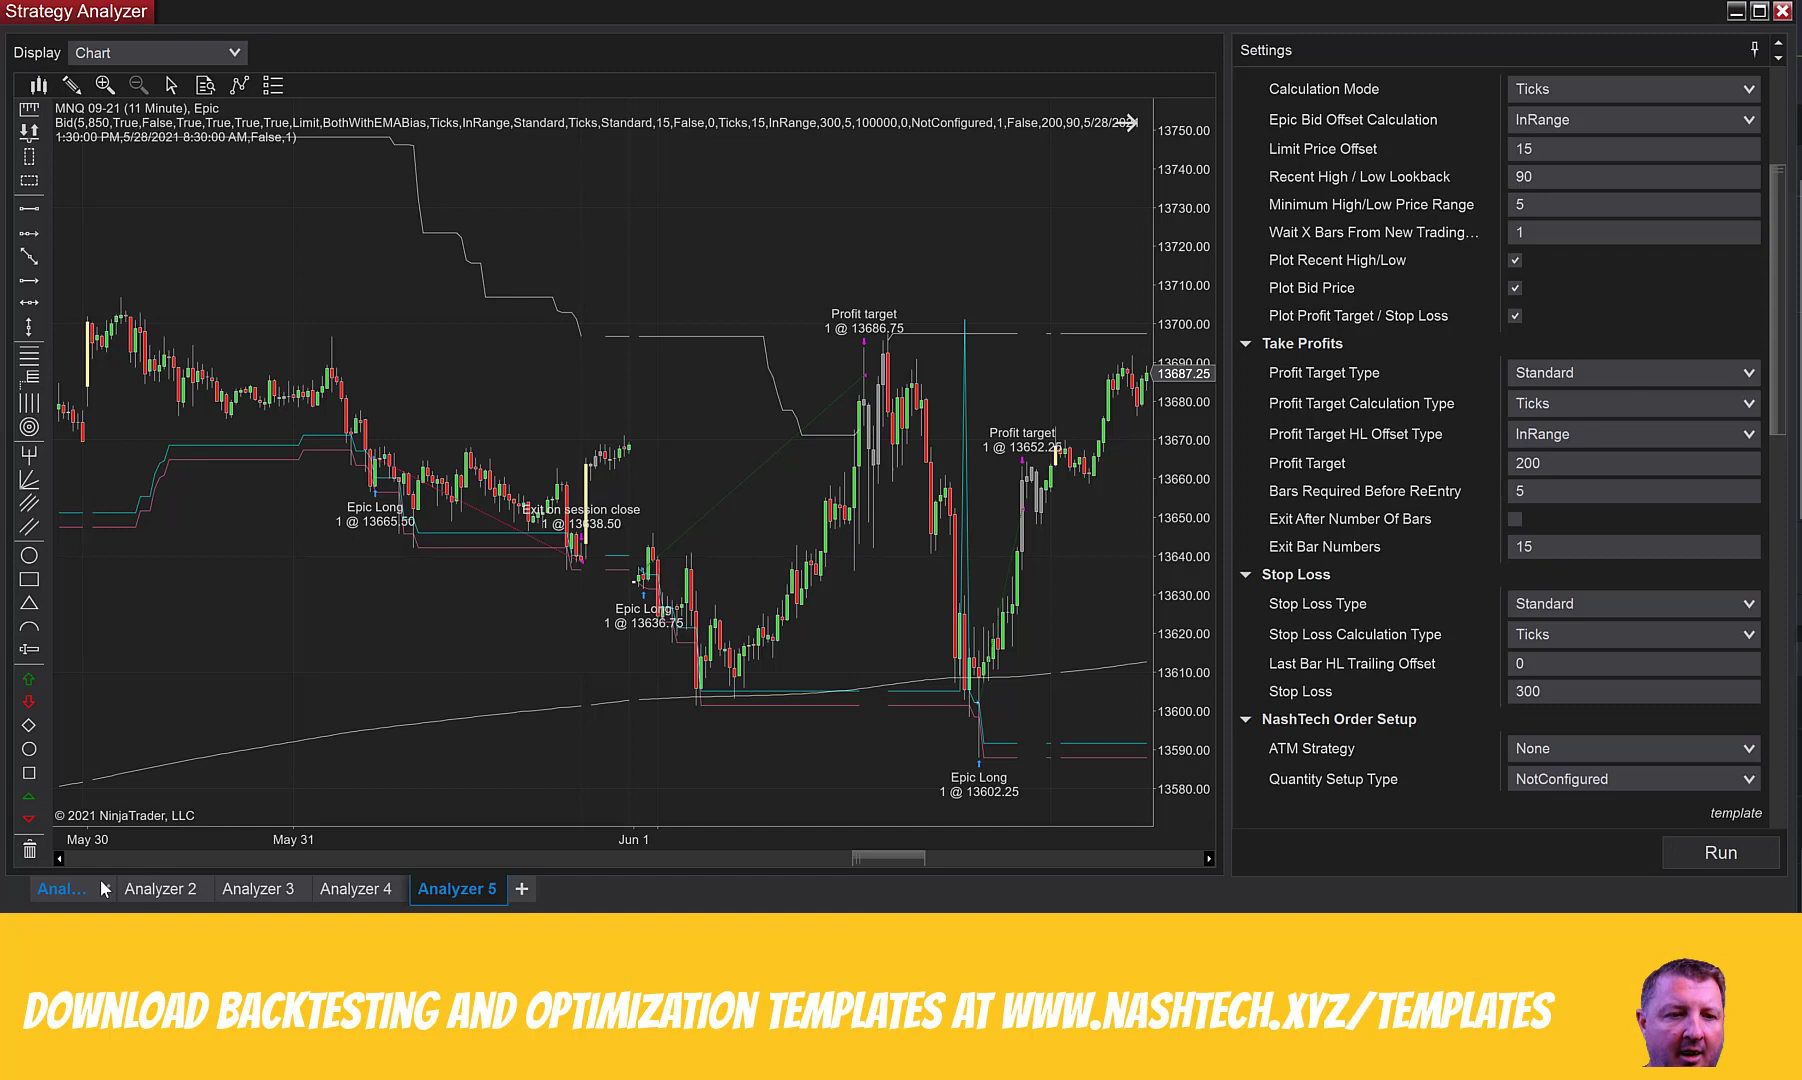 Strategy Analyzer
Display
Chart
MNQ 09-21 (11 Minute), Epic
Bid(5,850,True,False,True,True,True,True,Limit,BothWithEMABias,Ticks,InRange,Standard,Ticks,Standard,15,False,0,Ticks,15,InRange,300,5,100000,0,NotConfigured,1,False,200,90,5/28/2021
1:30:00 PM,5/28/2021 8:30:00 AM,False,1)
13750.00
13740.00
13730.00
13720.00
13710.00
13700.00
13690.00
13687.25
13680.00
13670.00
13660.00
13650.00
13640.00
13630.00
13620.00
13610.00
13600.00
13590.00
13580.00
Profit target
1 @ 13686.75
Profit target
1 @ 13652.25
Epic Long
1 @ 13665.50
Exit on session close
1 @ 13638.50
Epic Long
1 @ 13636.75
Epic Long
1 @ 13602.25
© 2021 NinjaTrader, LLC
May 30
May 31
Jun 1
Anal...
Analyzer 2
Analyzer 3
Analyzer 4
Analyzer 5
Settings
Calculation Mode
Ticks
Epic Bid Offset Calculation
InRange
Limit Price Offset
15
Recent High / Low Lookback
90
Minimum High/Low Price Range
5
Wait X Bars From New Trading...
1
Plot Recent High/Low
Plot Bid Price
Plot Profit Target / Stop Loss
Take Profits
Profit Target Type
Standard
Profit Target Calculation Type
Ticks
Profit Target HL Offset Type
InRange
Profit Target
200
Bars Required Before ReEntry
5
Exit After Number Of Bars
Exit Bar Numbers
15
Stop Loss
Stop Loss Type
Standard
Stop Loss Calculation Type
Ticks
Last Bar HL Trailing Offset
0
Stop Loss
300
NashTech Order Setup
ATM Strategy
None
Quantity Setup Type
NotConfigured
template
Run
DOWNLOAD BACKTESTING AND OPTIMIZATION TEMPLATES AT WWW.NASHTECH.XYZ/TEMPLATES